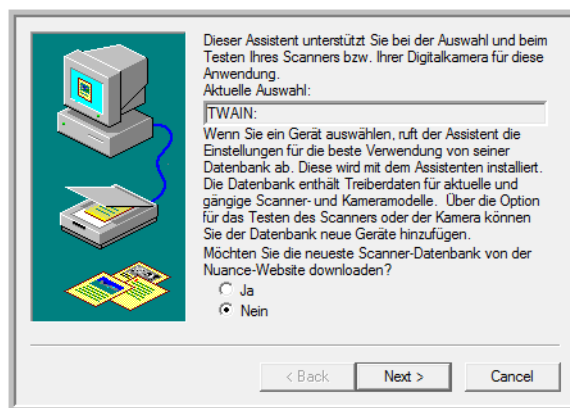 Dieser Assistent unterstützt Sie bei der Auswahl und beim
Testen Ihres Scanners bzw. Ihrer Digitalkamera für diese
Anwendung.
Aktuelle Auswahl:
TWAIN:
Wenn Sie ein Gerät auswählen, ruft der Assistent die
Einstellungen für die beste Verwendung von seiner
Datenbank ab. Diese wird mit dem Assistenten installiert.
Die Datenbank enthält Treiberdaten für aktuelle und
gängige Scanner- und Kameramodelle. Über die Option
für das Testen des Scanners oder der Kamera können
Sie der Datenbank neue Geräte hinzufügen.
Möchten Sie die neueste Scanner-Datenbank von der
Nuance-Website downloaden?
Ja
Nein
< Back Next > Cancel